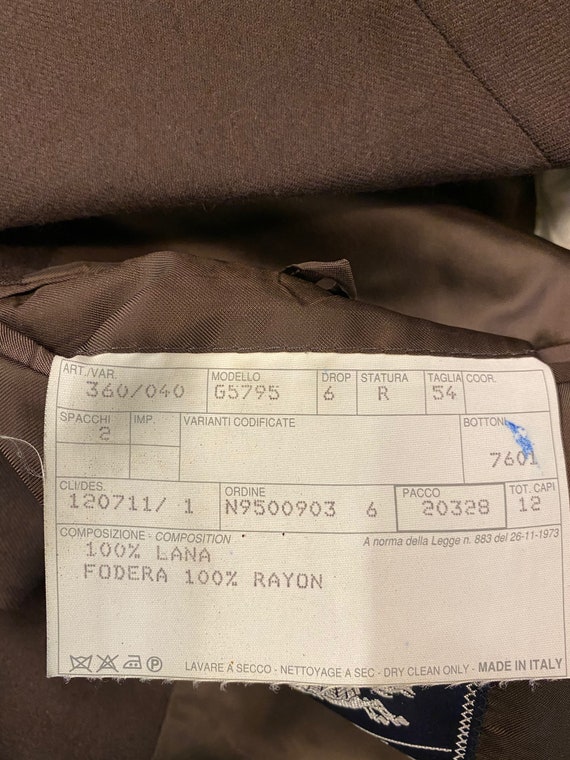 ART./VAR. MODELLO DROP STATURA TAGLIA COOR.
360/040 G5795 6 R 54
SPACCHI IMP. VARIANTI CODIFICATE BOTTONI
2 7601
CLI/DES. ORDINE PACCO TOT. CAPI
120711/ 1 N9500903 6 20328 12
COMPOSIZIONE - COMPOSITION A norma della Legge n. 883 del 26-11-1973
100% LANA
FODERA 100% RAYON
P LAVARE A SECCO - NETTOYAGE A SEC - DRY CLEAN ONLY - MADE IN ITALY